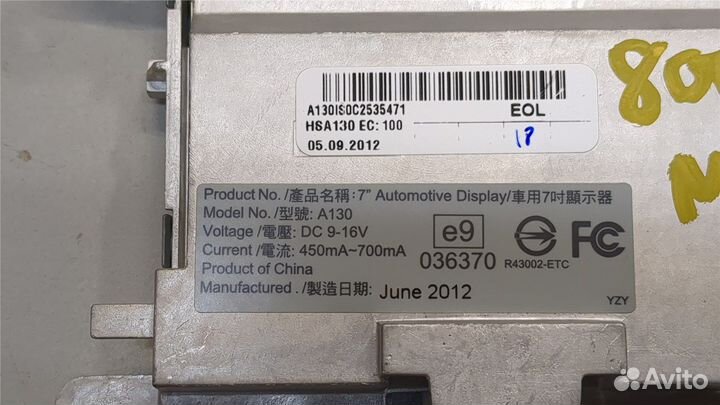 A130IS0C2535471
EOL
HSA130 EC: 100
17
05.09.2012
80
Product No./產品名稱:7" Automotive Display/車用7吋顯示器
Model No./型號: A130
Voltage/電壓: DC 9-16V
Current/電流: 450mA~700mA
Product of China
Manufactured ./製造日期: June 2012
e9
036370
R43002-ETC
FC
YZY
Avito